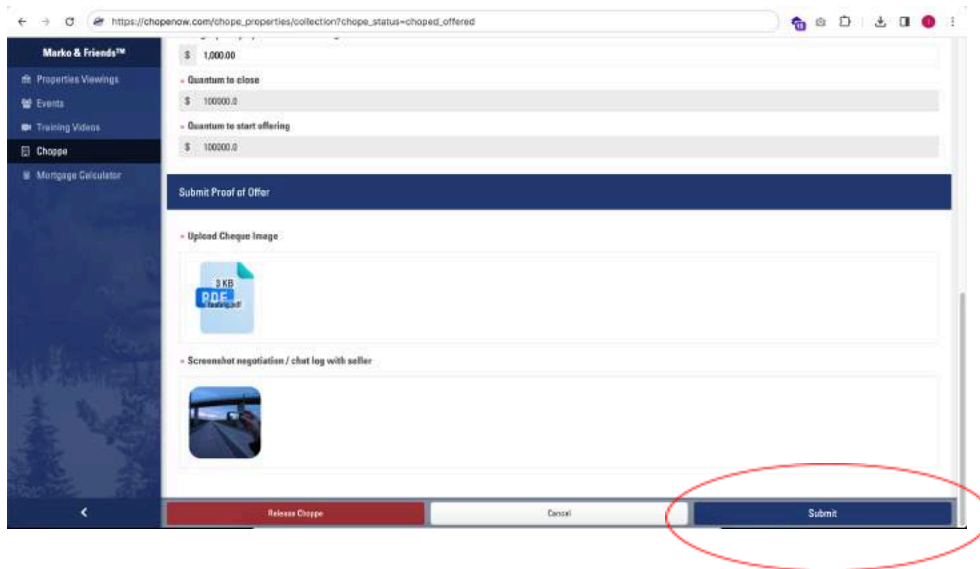 https://chopenow.com/chope_properties/collection?chope_status=choped_offered
Marko & Friends™
$ 1,000.00
Properties Viewings
* Quantum to close
$ 100000.0
Events
* Quantum to start offering
Training Videos
$ 100000.0
Choppe
Mortgage Calculator
Submit Proof of Offer
* Upload Cheque Image
3 KB
PDF
* Screenshot negotiation / chat log with seller
Release Choppe
Cancel
Submit